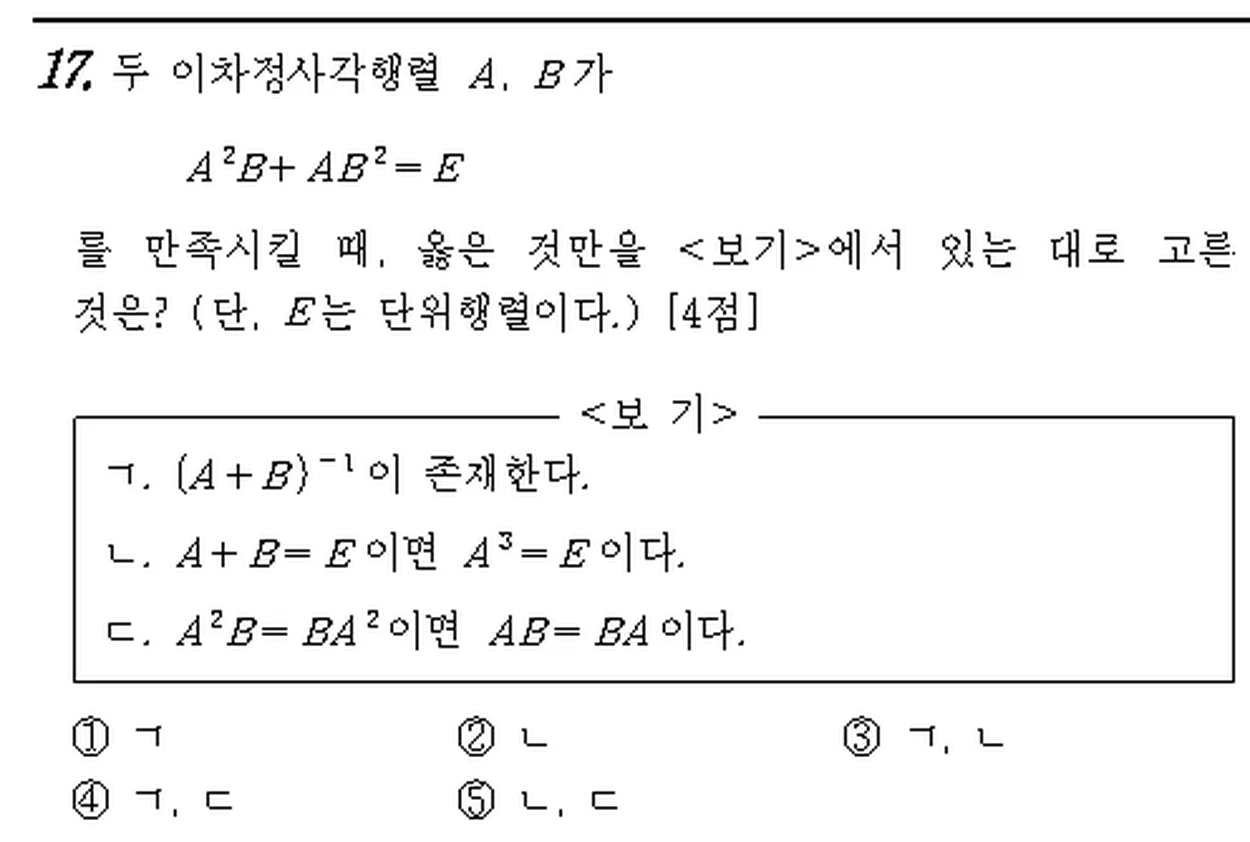 17. 두 이차정사각행렬 A, B가
A²B+ AB²= E
를 만족시킬 때, 옳은 것만을 <보기>에서 있는 대로 고른
것은? (단, E는 단위행렬이다.) [4점]
<보 기>
ㄱ. (A+B)⁻¹이 존재한다.
ㄴ. A+B=E이면 A³=E이다.
ㄷ. A²B=BA²이면 AB=BA이다.
① ㄱ ② ㄴ ③ ㄱ, ㄴ
④ ㄱ, ㄷ ⑤ ㄴ, ㄷ